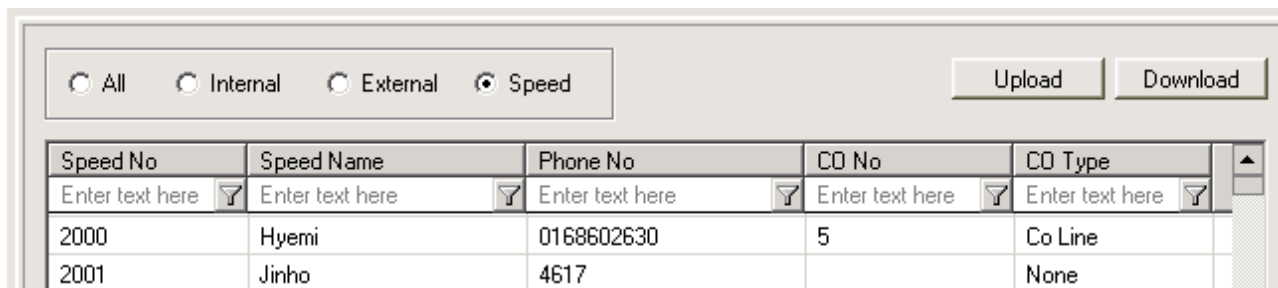 All Internal External Speed Upload Download
Speed No Speed Name Phone No CO No CO Type
Enter text here Enter text here Enter text here Enter text here Enter text here
2000 Hyemi 0168602630 5 Co Line
2001 Jinho 4617 None